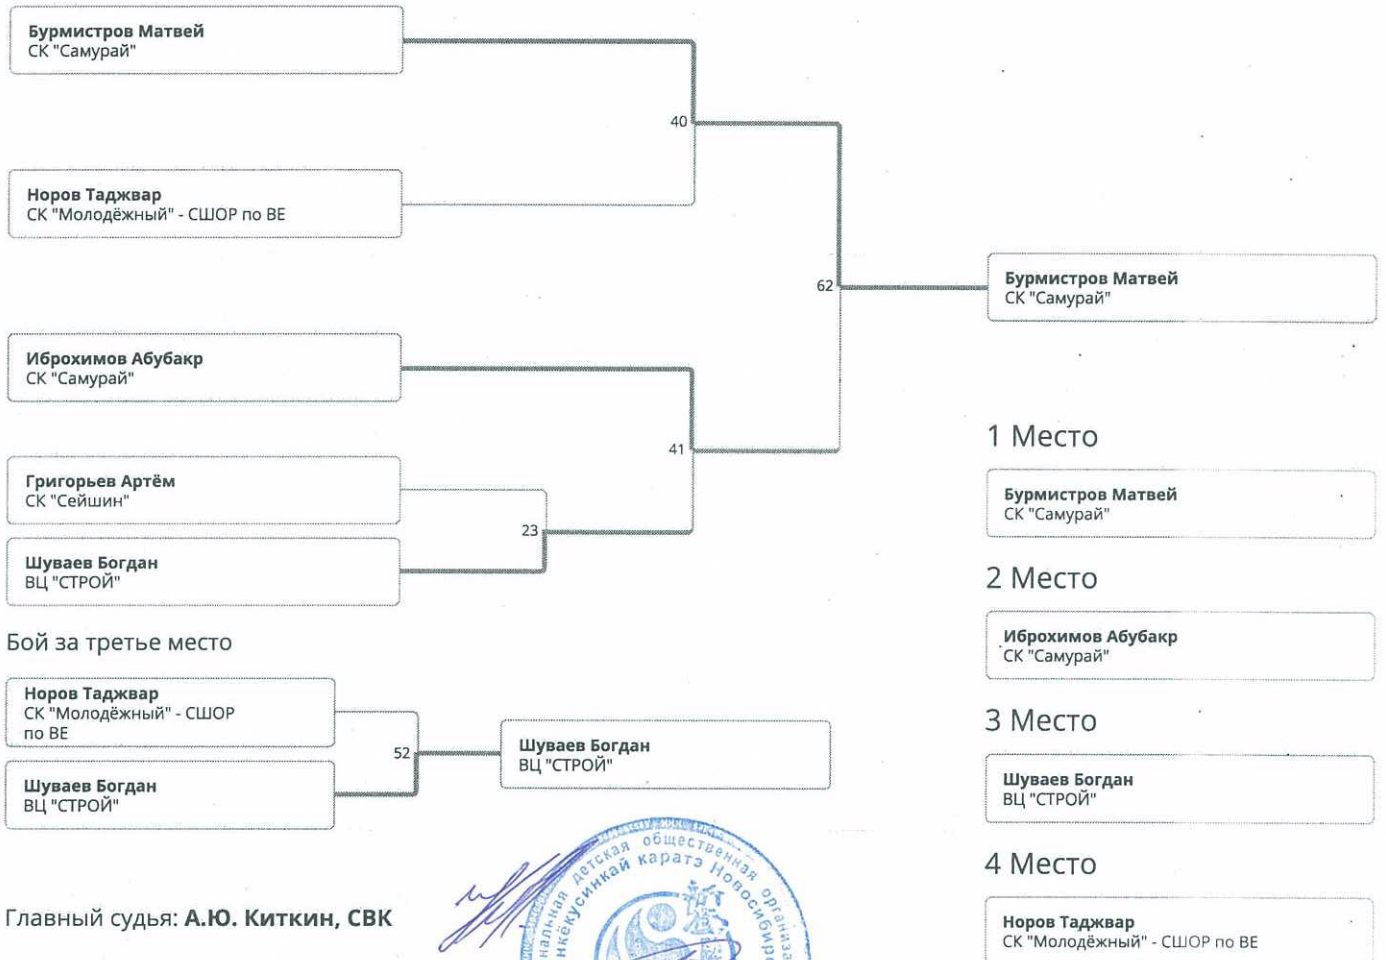 Бурмистров Матвей
СК "Самурай"
40
Норов Таджвар
СК "Молодёжный" - СШОР по ВЕ
62
Бурмистров Матвей
СК "Самурай"
Иброхимов Абубакр
СК "Самурай"
41
Григорьев Артём
СК "Сейшин"
23
Шуваев Богдан
ВЦ "СТРОЙ"
Бой за третье место
Норов Таджвар
СК "Молодёжный" - СШОР
по ВЕ
52
Шуваев Богдан
ВЦ "СТРОЙ"
Шуваев Богдан
ВЦ "СТРОЙ"
1 Место
Бурмистров Матвей
СК "Самурай"
2 Место
Иброхимов Абубакр
СК "Самурай"
3 Место
Шуваев Богдан
ВЦ "СТРОЙ"
4 Место
Норов Таджвар
СК "Молодёжный" - СШОР по ВЕ
Главный судья: А.Ю. Киткин, СВК
детская общественная
каратэ